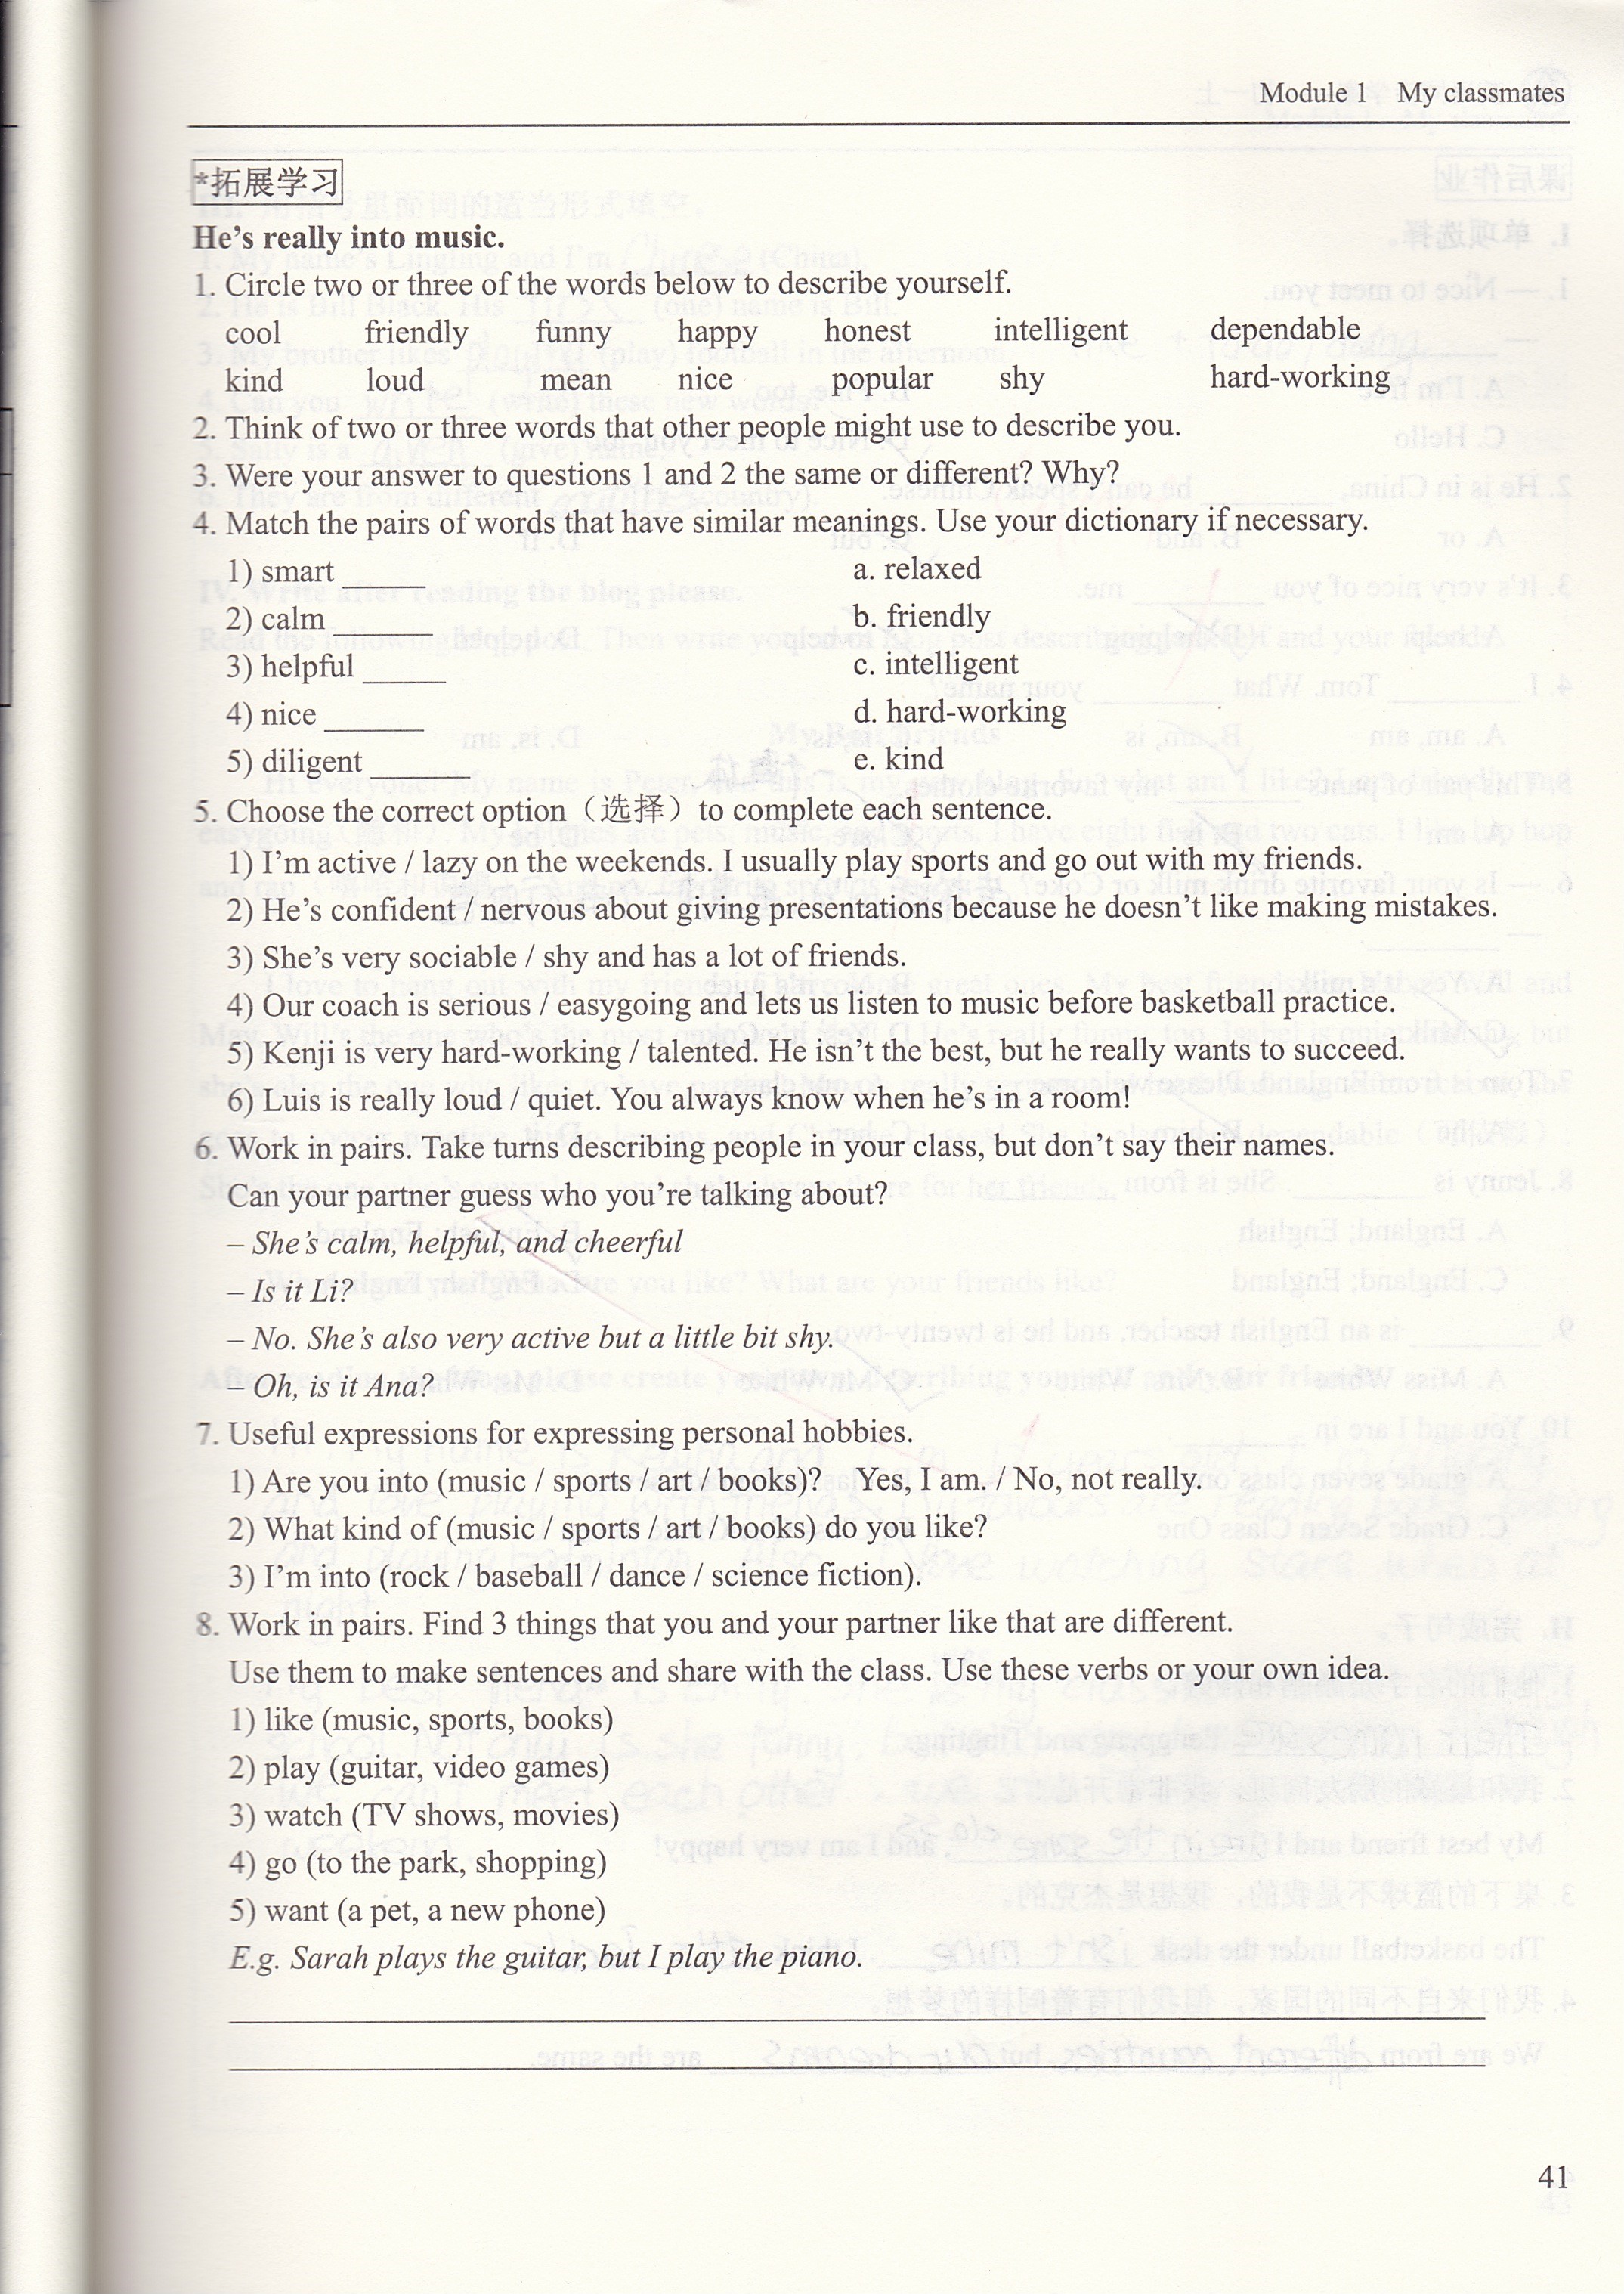 Module 1 My classmates
*拓展学习
He's really into music.
1. Circle two or three of the words below to describe yourself.
cool friendly funny happy honest intelligent dependable
kind loud mean nice popular shy hard-working
2. Think of two or three words that other people might use to describe you.
3. Were your answer to questions 1 and 2 the same or different? Why?
4. Match the pairs of words that have similar meanings. Use your dictionary if necessary.
1) smart _____ a. relaxed
2) calm ______ b. friendly
3) helpful _____ c. intelligent
4) nice ______ d. hard-working
5) diligent ______ e. kind
5. Choose the correct option（选择）to complete each sentence.
1) I'm active / lazy on the weekends. I usually play sports and go out with my friends.
2) He's confident / nervous about giving presentations because he doesn't like making mistakes.
3) She's very sociable / shy and has a lot of friends.
4) Our coach is serious / easygoing and lets us listen to music before basketball practice.
5) Kenji is very hard-working / talented. He isn't the best, but he really wants to succeed.
6) Luis is really loud / quiet. You always know when he's in a room!
6. Work in pairs. Take turns describing people in your class, but don't say their names.
Can your partner guess who you're talking about?
– She's calm, helpful, and cheerful
– Is it Li?
– No. She's also very active but a little bit shy.
– Oh, is it Ana?
7. Useful expressions for expressing personal hobbies.
1) Are you into (music / sports / art / books)? Yes, I am. / No, not really.
2) What kind of (music / sports / art / books) do you like?
3) I'm into (rock / baseball / dance / science fiction).
8. Work in pairs. Find 3 things that you and your partner like that are different.
Use them to make sentences and share with the class. Use these verbs or your own idea.
1) like (music, sports, books)
2) play (guitar, video games)
3) watch (TV shows, movies)
4) go (to the park, shopping)
5) want (a pet, a new phone)
E.g. Sarah plays the guitar, but I play the piano.
41